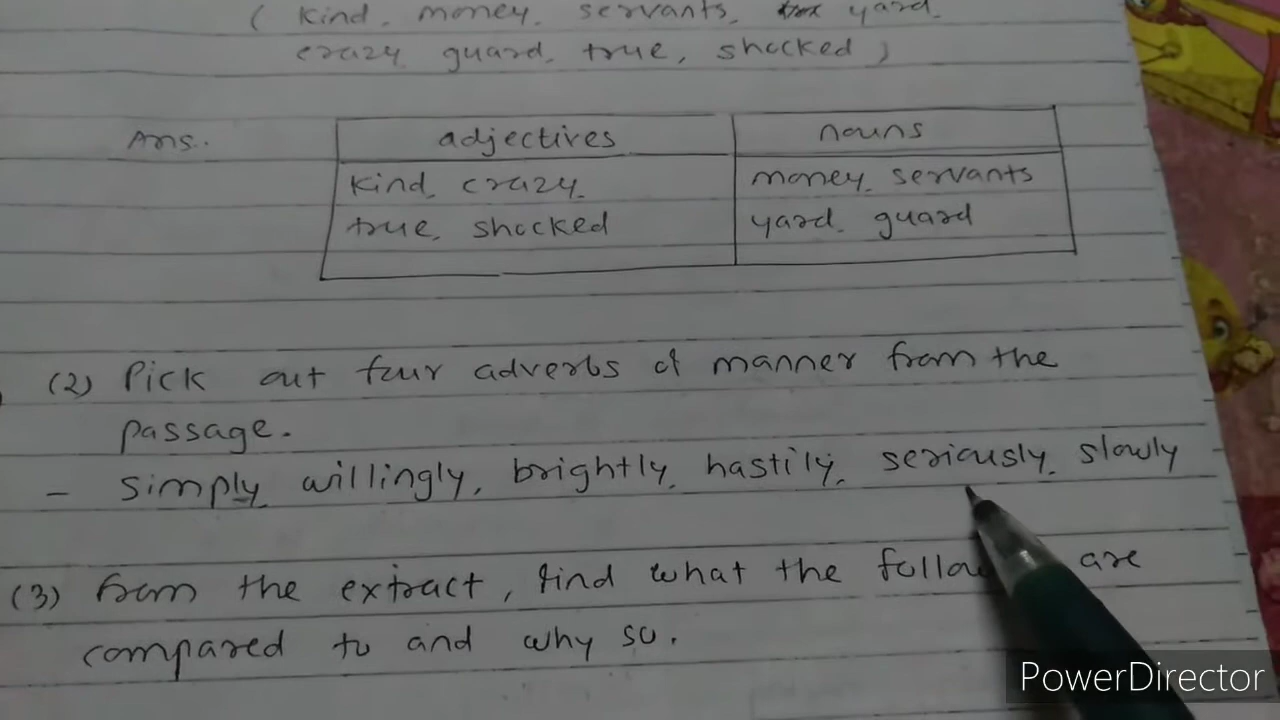 ( kind, money, servants, yard,
crazy, guard, true, shocked )
Ans. adjectives nouns
kind, crazy, money, servants
true, shocked yard, guard
(2) Pick out four adverbs of manner from the
passage.
- simply, willingly, brightly, hastily, seriously, slowly
(3) from the extract, find what the are
compared to and why so.
PowerDirector